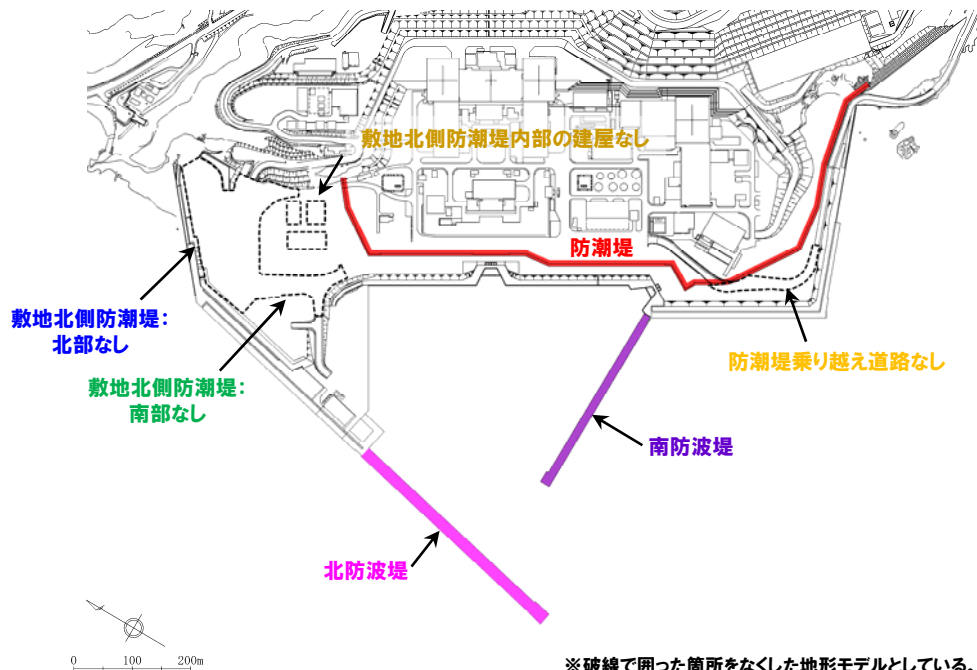 敷地北側防潮堤内部の建屋なし
防潮堤
敷地北側防潮堤：
北部なし
防潮堤乗り越え道路なし
敷地北側防潮堤：
南部なし
南防波堤
北防波堤
0 100 200m
※破線で囲った箇所をなくした地形モデルとしている。